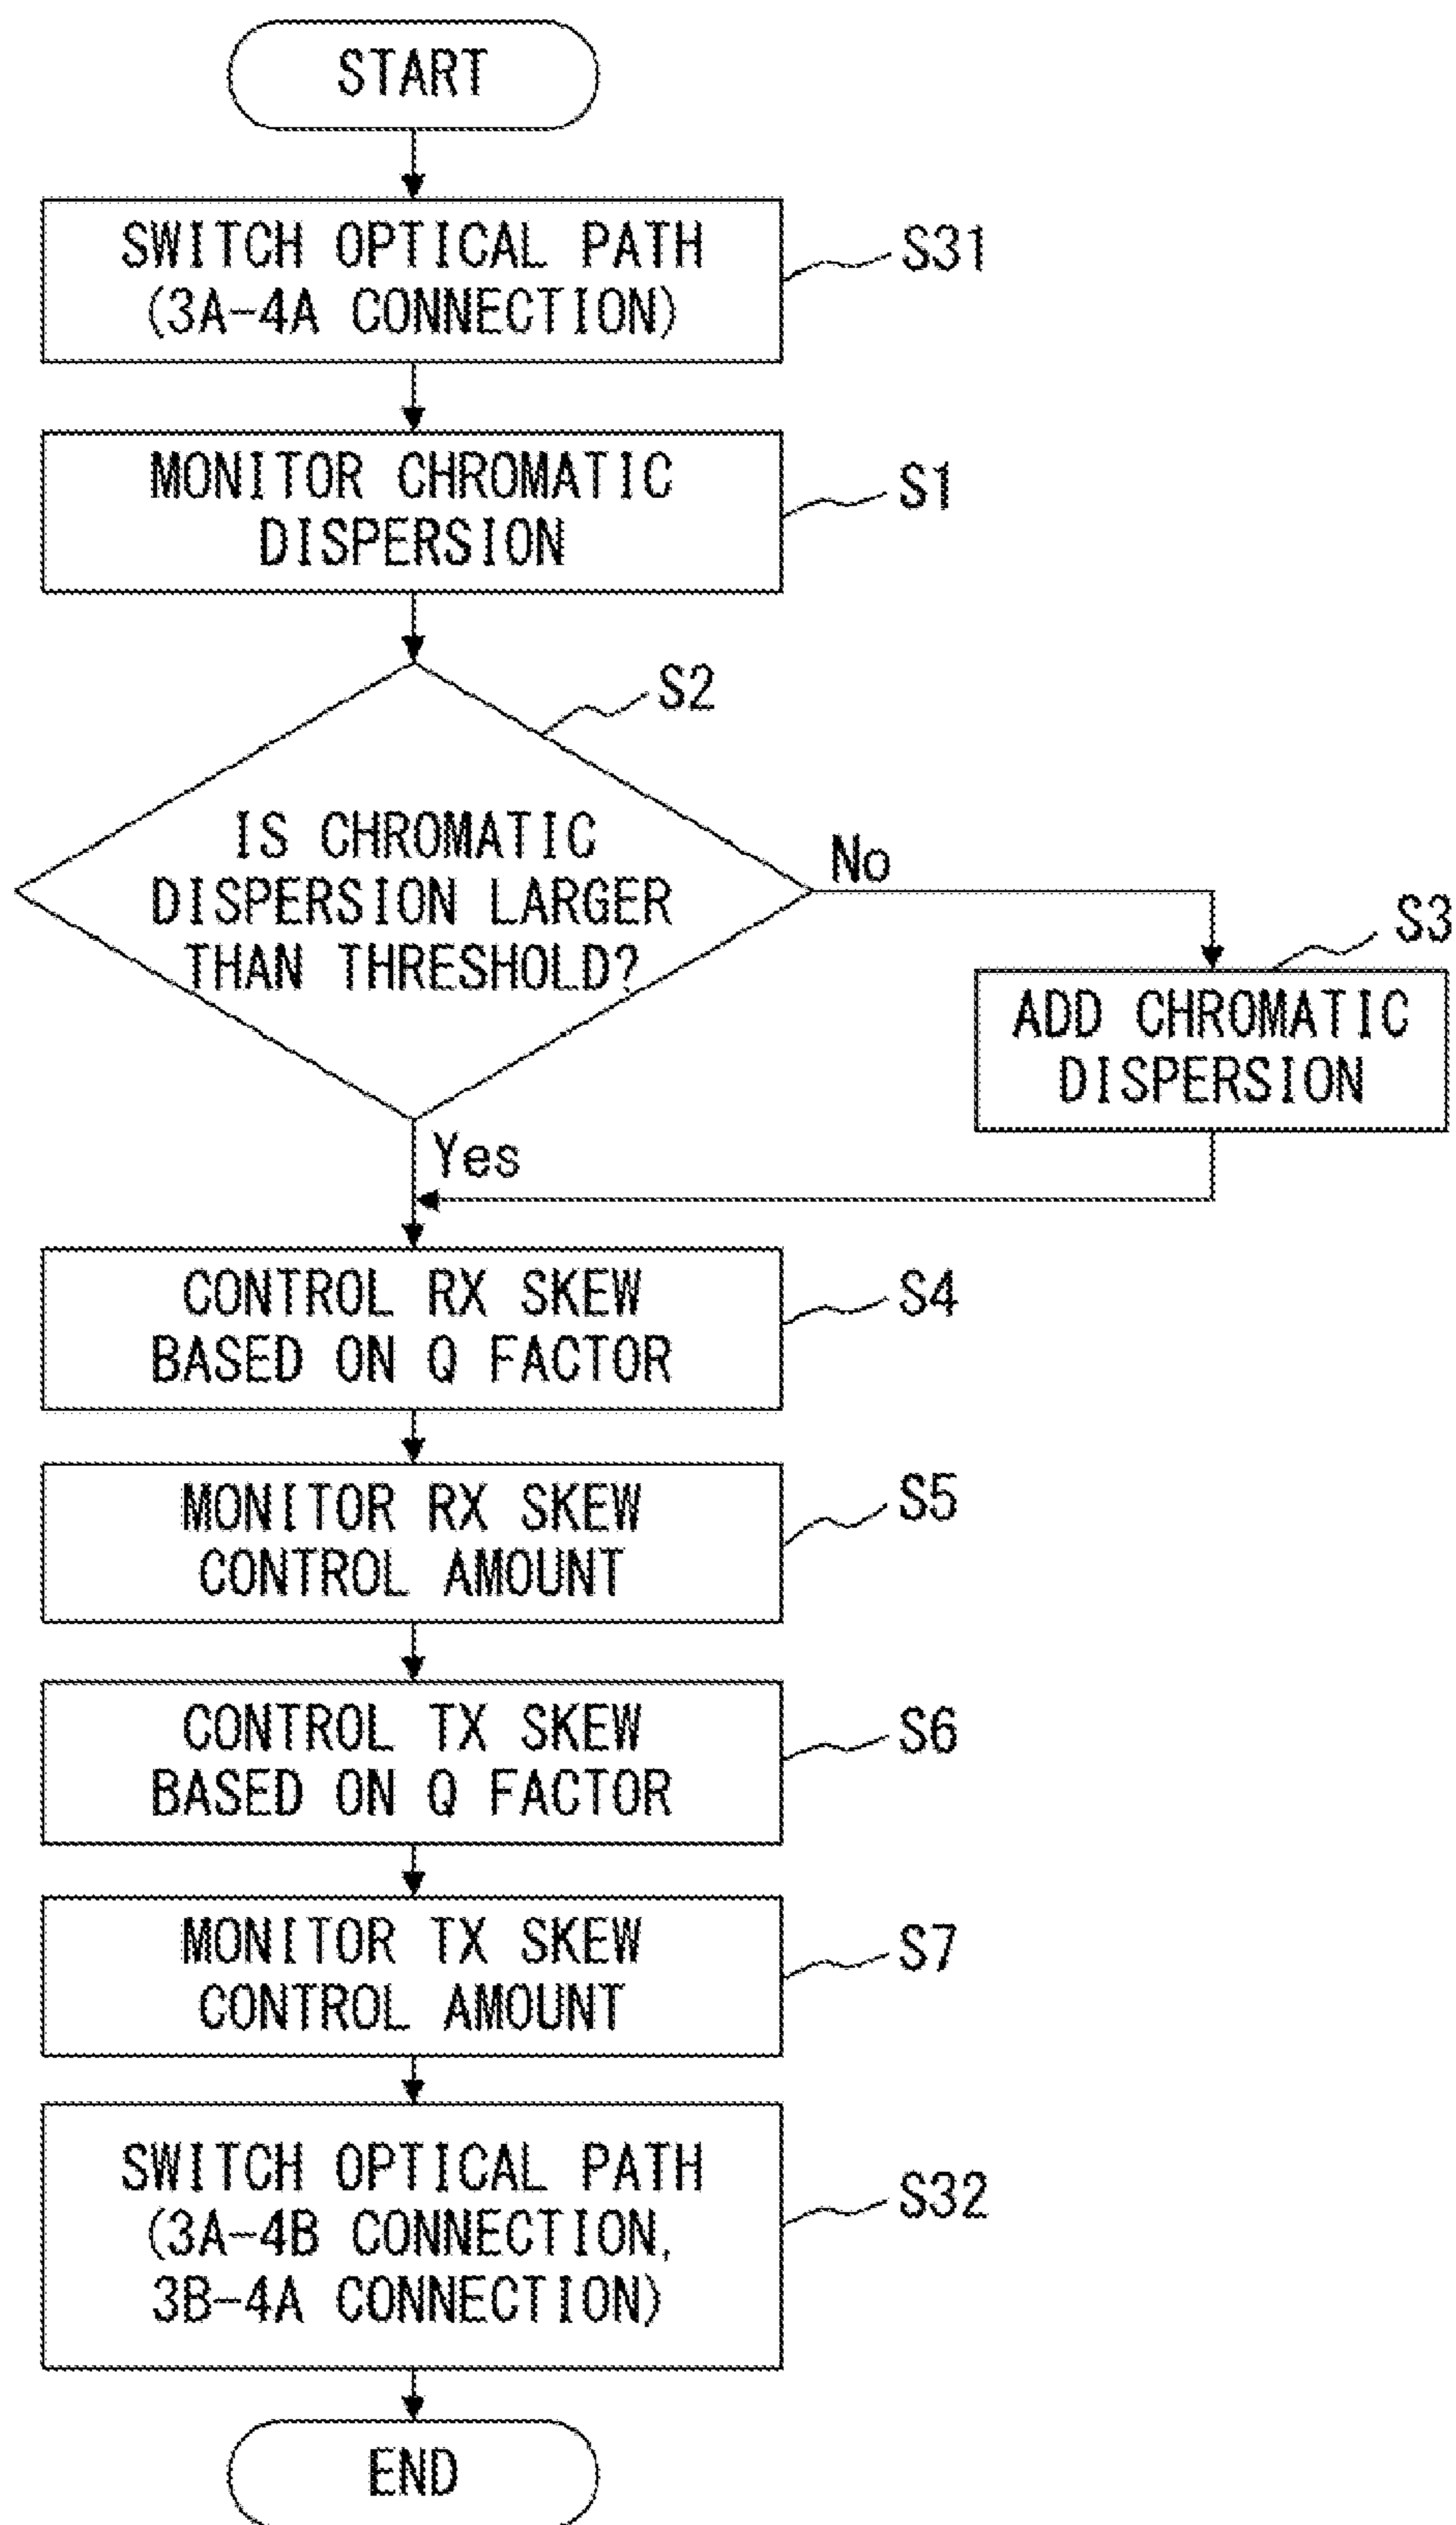 START
SWITCH OPTICAL PATH
(3A-4A CONNECTION)
S31
MONITOR CHROMATIC
DISPERSION
S1
S2
IS CHROMATIC
DISPERSION LARGER
THAN THRESHOLD?
No
S3
ADD CHROMATIC
DISPERSION
Yes
CONTROL RX SKEW
BASED ON Q FACTOR
S4
MONITOR RX SKEW
CONTROL AMOUNT
S5
CONTROL TX SKEW
BASED ON Q FACTOR
S6
MONITOR TX SKEW
CONTROL AMOUNT
S7
SWITCH OPTICAL PATH
(3A-4B CONNECTION,
3B-4A CONNECTION)
S32
END